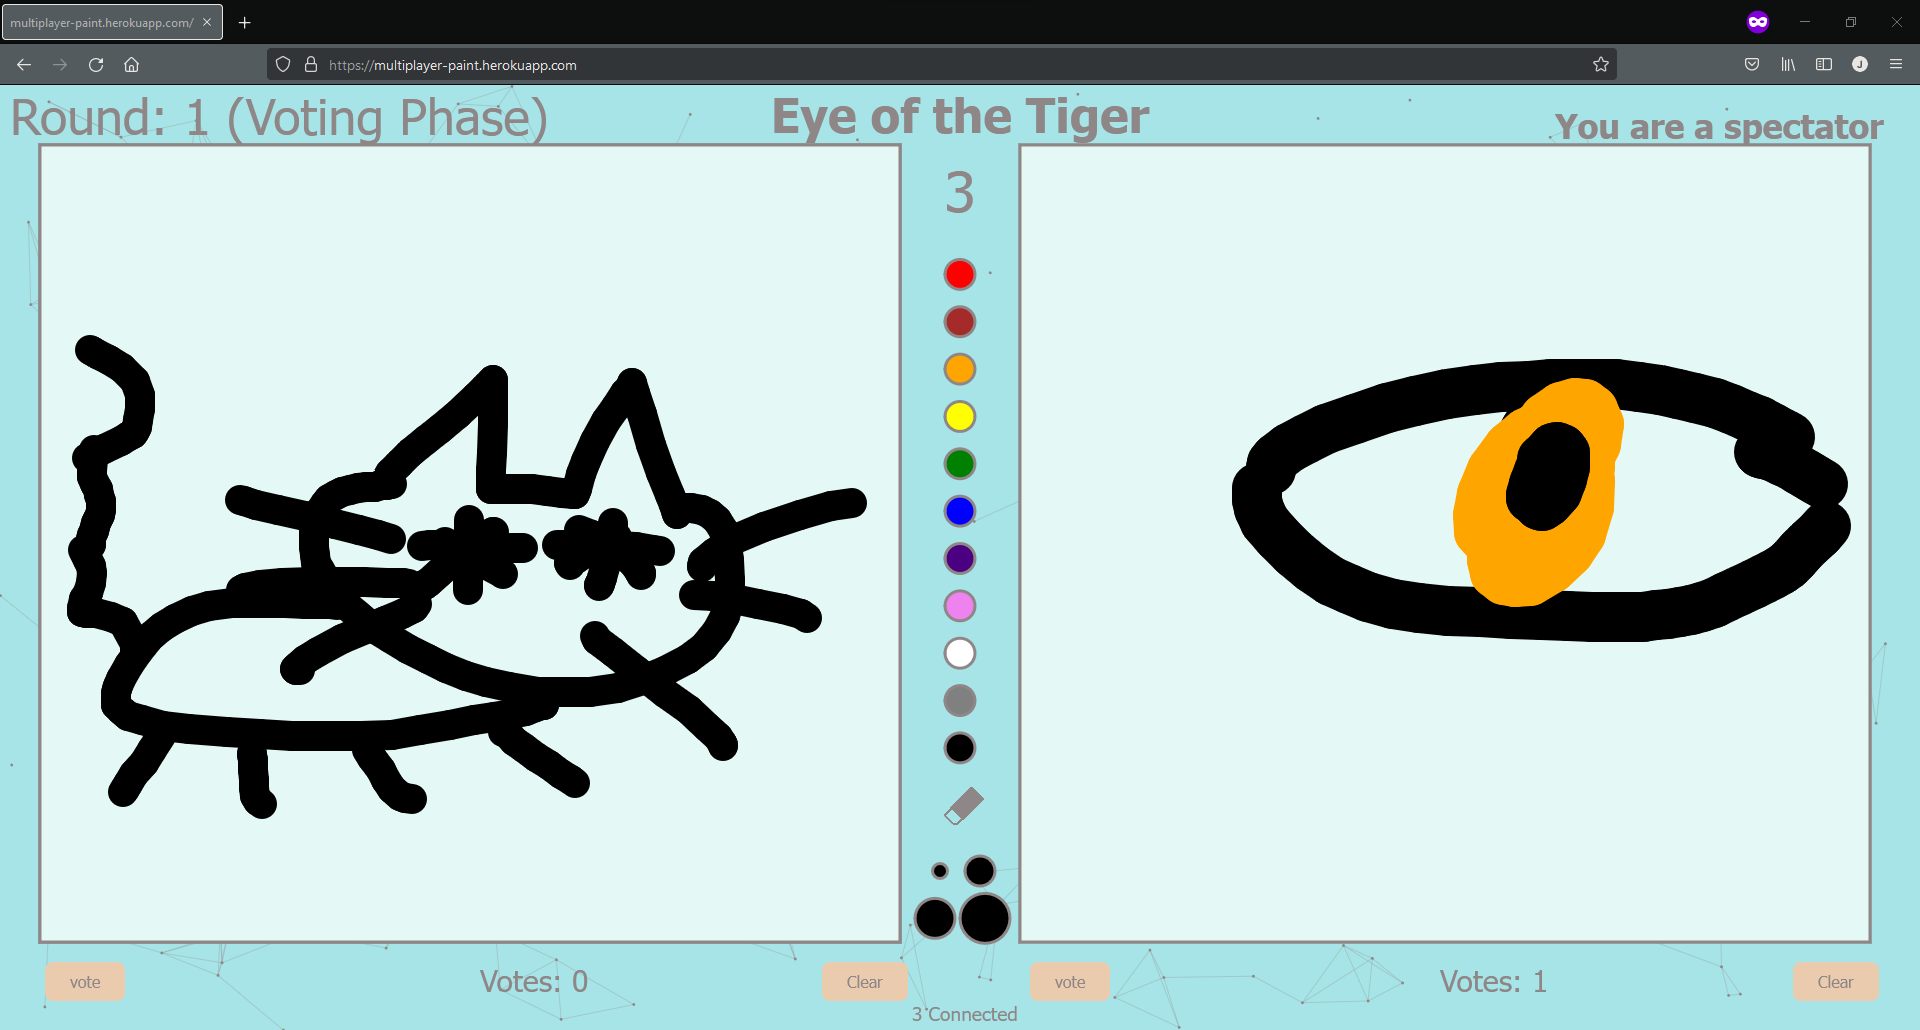 multiplayer-paint.herokuapp.com/
https://multiplayer-paint.herokuapp.com
J
Round: 1 (Voting Phase)
Eye of the Tiger
You are a spectator
3
vote
Votes: 0
Clear
vote
Votes: 1
Clear
3 Connected